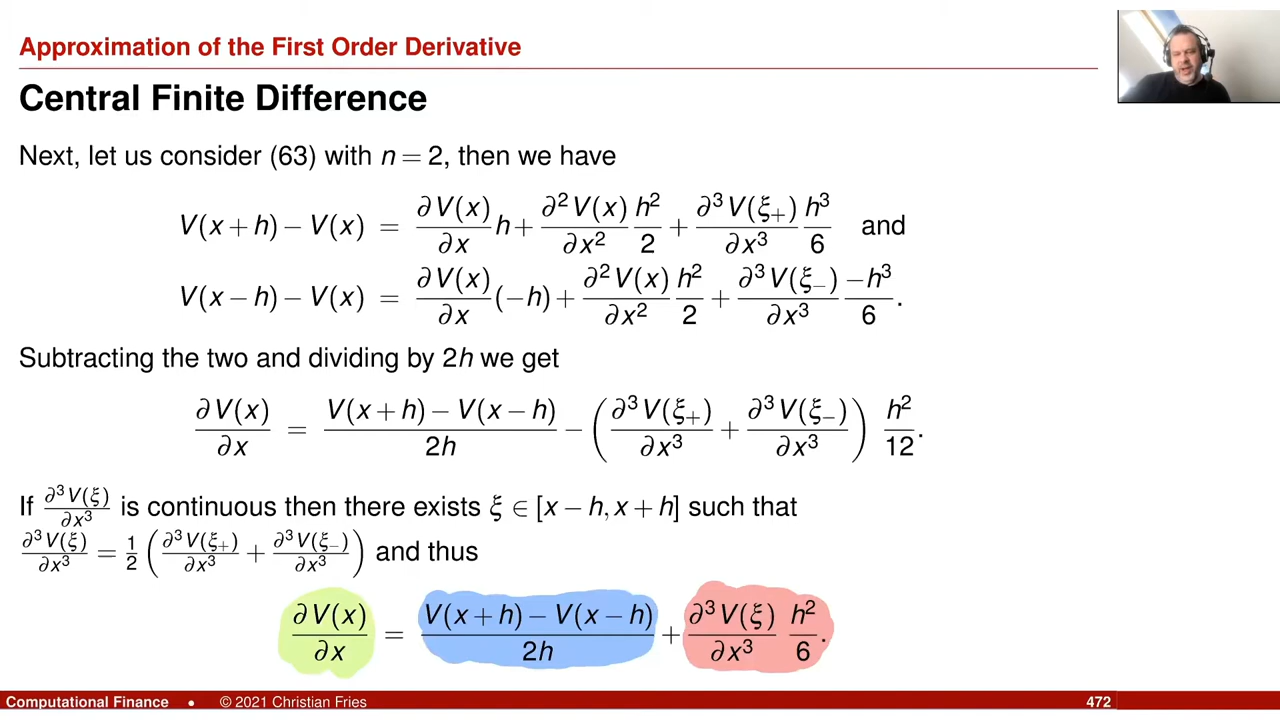 Approximation of the First Order Derivative
Central Finite Difference
Next, let us consider (63) with n = 2, then we have
V(x + h) − V(x) = ∂V(x)/∂x h + ∂²V(x)/∂x² h²/2 + ∂³V(ξ₊)/∂x³ h³/6 and
V(x − h) − V(x) = ∂V(x)/∂x (−h) + ∂²V(x)/∂x² h²/2 + ∂³V(ξ₋)/∂x³ −h³/6.
Subtracting the two and dividing by 2h we get
∂V(x)/∂x = V(x + h) − V(x − h)/2h − (∂³V(ξ₊)/∂x³ + ∂³V(ξ₋)/∂x³) h²/12.
If ∂³V(ξ)/∂x³ is continuous then there exists ξ ∈ [x − h, x + h] such that
∂³V(ξ)/∂x³ = 1/2 (∂³V(ξ₊)/∂x³ + ∂³V(ξ₋)/∂x³) and thus
∂V(x)/∂x = V(x + h) − V(x − h)/2h + ∂³V(ξ)/∂x³ h²/6.
Computational Finance • © 2021 Christian Fries 472